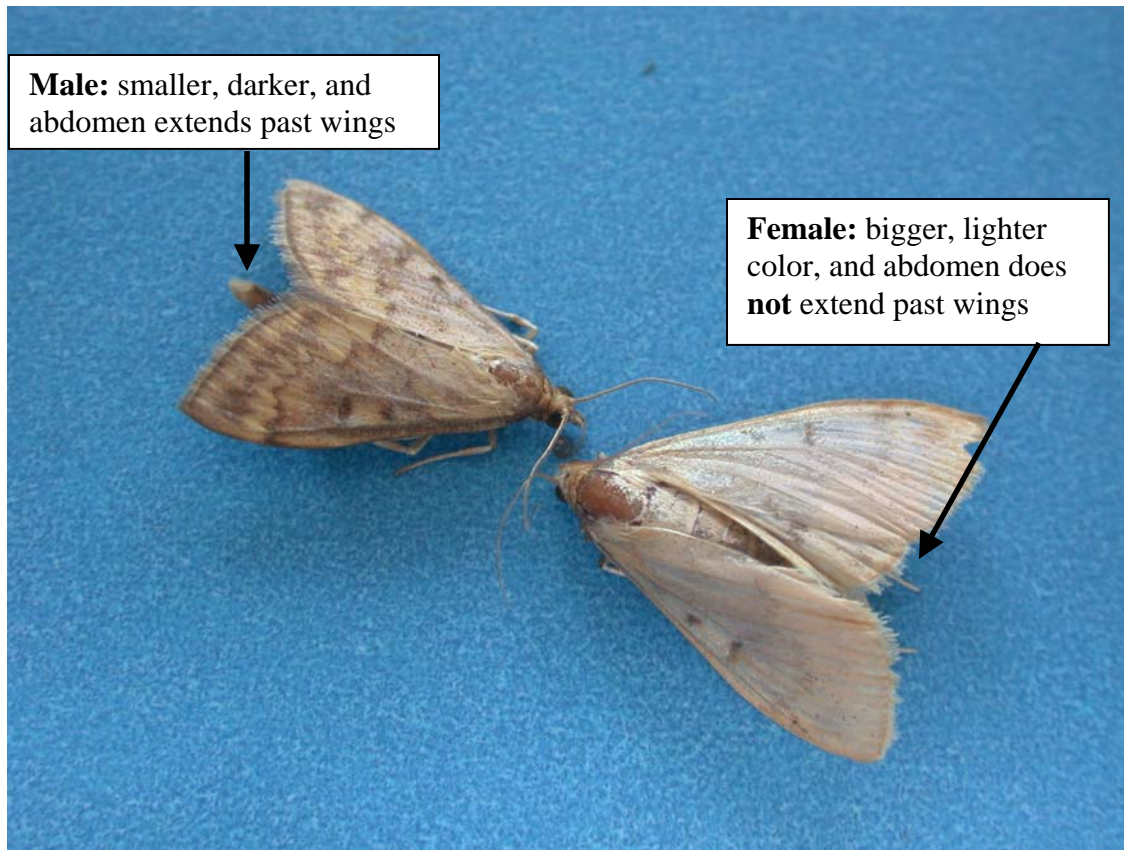 Male: smaller, darker, and
abdomen extends past wings
Female: bigger, lighter
color, and abdomen does
not extend past wings